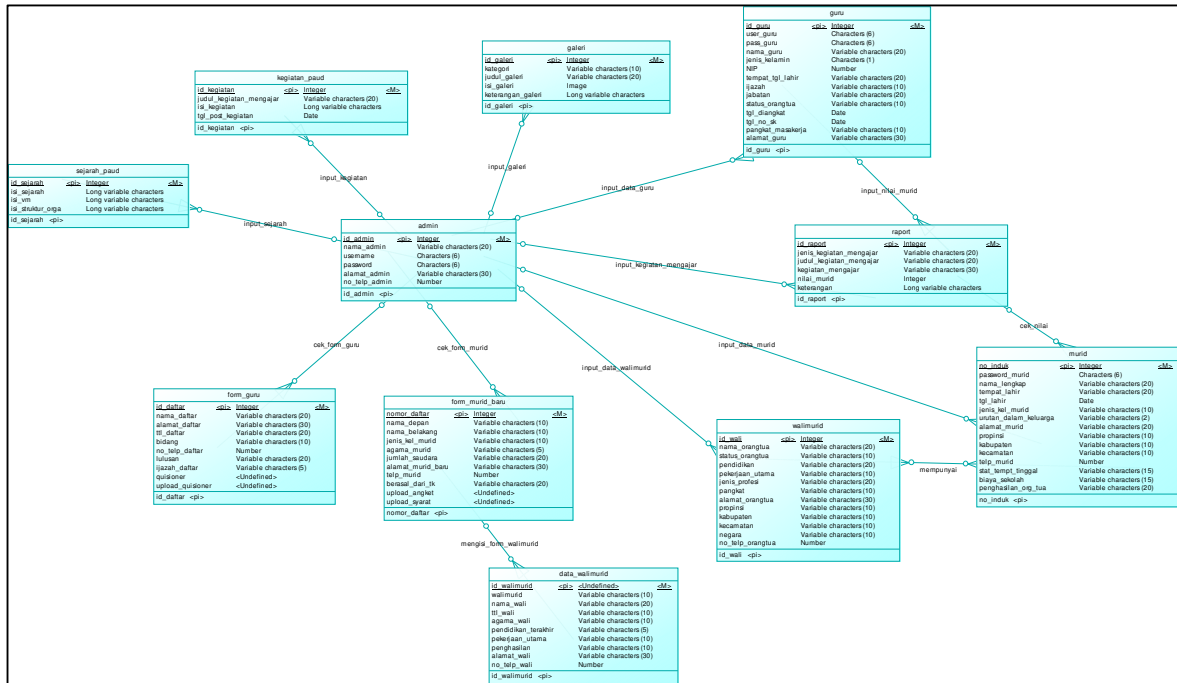 guru
id_guru <pi> Integer <M>
user_guru Characters (6)
pass_guru Characters (6)
nama_guru Variable characters (20)
jenis_kelamin Characters (1)
NIP Number
tempat_tgl_lahir Variable characters (20)
ijazah Variable characters (10)
jabatan Variable characters (20)
status_orangtua Variable characters (10)
tgl_diangkat Date
tgl_no_sk Date
pangkat_masakerja Variable characters (10)
alamat_guru Variable characters (30)
id_guru <pi>
galeri
id_galeri <pi> Integer <M>
kategori Variable characters (10)
judul_galeri Variable characters (20)
isi_galeri Image
keterangan_galeri Long variable characters
id_galeri <pi>
kegiatan_paud
id_kegiatan <pi> Integer <M>
judul_kegiatan_mengajar Variable characters (20)
isi_kegiatan Long variable characters
tgl_post_kegiatan Date
id_kegiatan <pi>
sejarah_paud
id_sejarah <pi> Integer <M>
isi_sejarah Long variable characters
isi_vm Long variable characters
isi_struktur_orga Long variable characters
id_sejarah <pi>
input_kegiatan
input_galeri
input_data_guru
input_nilai_murid
input_sejarah
admin
id_admin <pi> Integer <M>
nama_admin Variable characters (20)
username Characters (6)
password Characters (6)
alamat_admin Variable characters (30)
no_telp_admin Number
id_admin <pi>
raport
id_raport <pi> Integer <M>
jenis_kegiatan_mengajar Variable characters (20)
judul_kegiatan_mengajar Variable characters (20)
kegiatan_mengajar Variable characters (30)
nilai_murid Integer
keterangan Long variable characters
id_raport <pi>
input_kegiatan_mengajar
cek_nilai
cek_form_guru
cek_form_murid
input_data_murid
input_data_walimurid
murid
no_induk <pi> Integer <M>
password_murid Characters (6)
nama_lengkap Variable characters (20)
tempat_lahir Variable characters (20)
tgl_lahir Date
jenis_kel_murid Variable characters (10)
urutan_dalam_keluarga Variable characters (2)
alamat_murid Variable characters (20)
propinsi Variable characters (10)
kabupaten Variable characters (10)
kecamatan Variable characters (10)
telp_murid Number
stat_tempt_tinggal Variable characters (15)
biaya_sekolah Variable characters (15)
penghasilan_org_tua Variable characters (20)
no_induk <pi>
form_guru
id_daftar <pi> Integer <M>
nama_daftar Variable characters (20)
alamat_daftar Variable characters (30)
ttl_daftar Variable characters (20)
bidang Variable characters (10)
no_telp_daftar Number
lulusan Variable characters (20)
ijazah_daftar Variable characters (5)
quisioner <Undefined>
upload_quisioner <Undefined>
id_daftar <pi>
form_murid_baru
nomor_daftar <pi> Integer <M>
nama_depan Variable characters (10)
nama_belakang Variable characters (10)
jenis_kel_murid Variable characters (10)
agama_murid Variable characters (5)
jumlah_saudara Variable characters (20)
alamat_murid_baru Variable characters (30)
telp_murid Number
berasal_dari_tk Variable characters (20)
upload_angket <Undefined>
upload_syarat <Undefined>
nomor_daftar <pi>
walimurid
id_wali <pi> Integer <M>
nama_orangtua Variable characters (20)
status_orangtua Variable characters (10)
pendidikan Variable characters (20)
pekerjaan_utama Variable characters (10)
jenis_profesi Variable characters (20)
pangkat Variable characters (10)
alamat_orangtua Variable characters (30)
propinsi Variable characters (10)
kabupaten Variable characters (10)
kecamatan Variable characters (10)
negara Variable characters (10)
no_telp_orangtua Number
id_wali <pi>
mempunyai
mengisi_form_walimurid
data_walimurid
id_walimurid <pi> <Undefined> <M>
walimurid Variable characters (10)
nama_wali Variable characters (20)
ttl_wali Variable characters (10)
agama_wali Variable characters (10)
pendidikan_terakhir Variable characters (5)
pekerjaan_utama Variable characters (10)
penghasilan Variable characters (10)
alamat_wali Variable characters (30)
no_telp_wali Number
id_walimurid <pi>